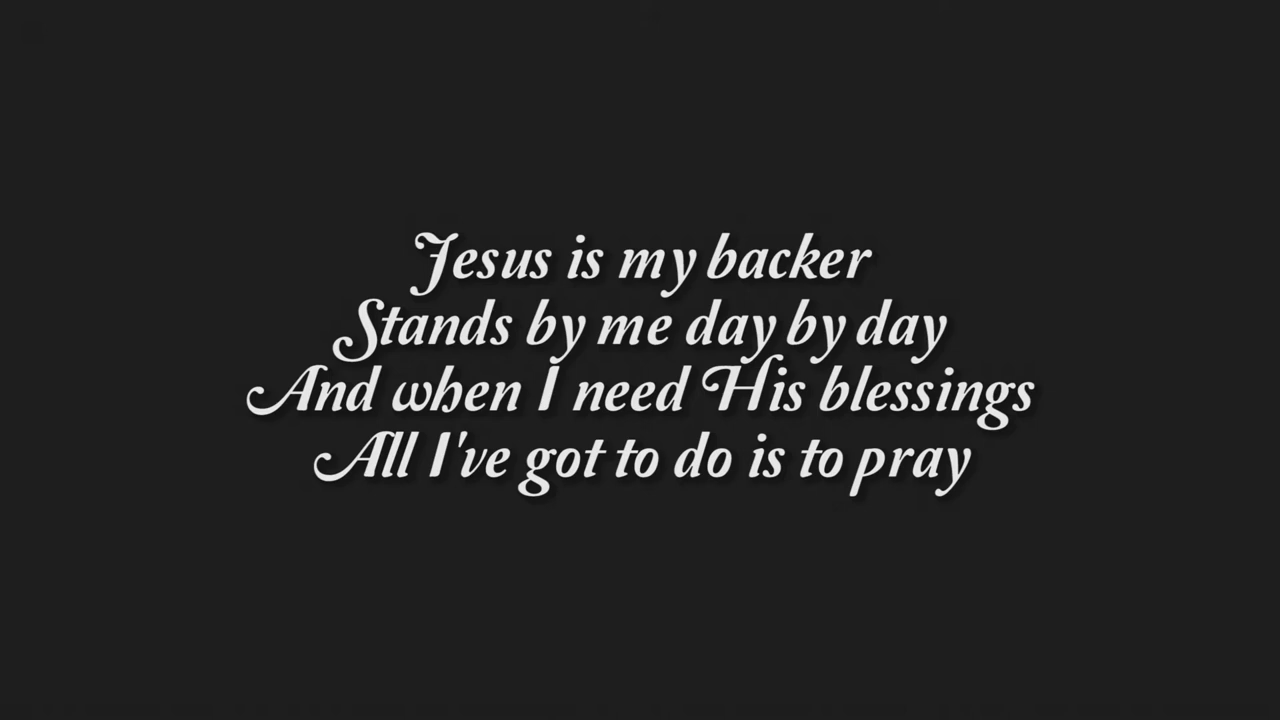 Jesus is my backer
Stands by me day by day
And when I need His blessings
All I've got to do is to pray